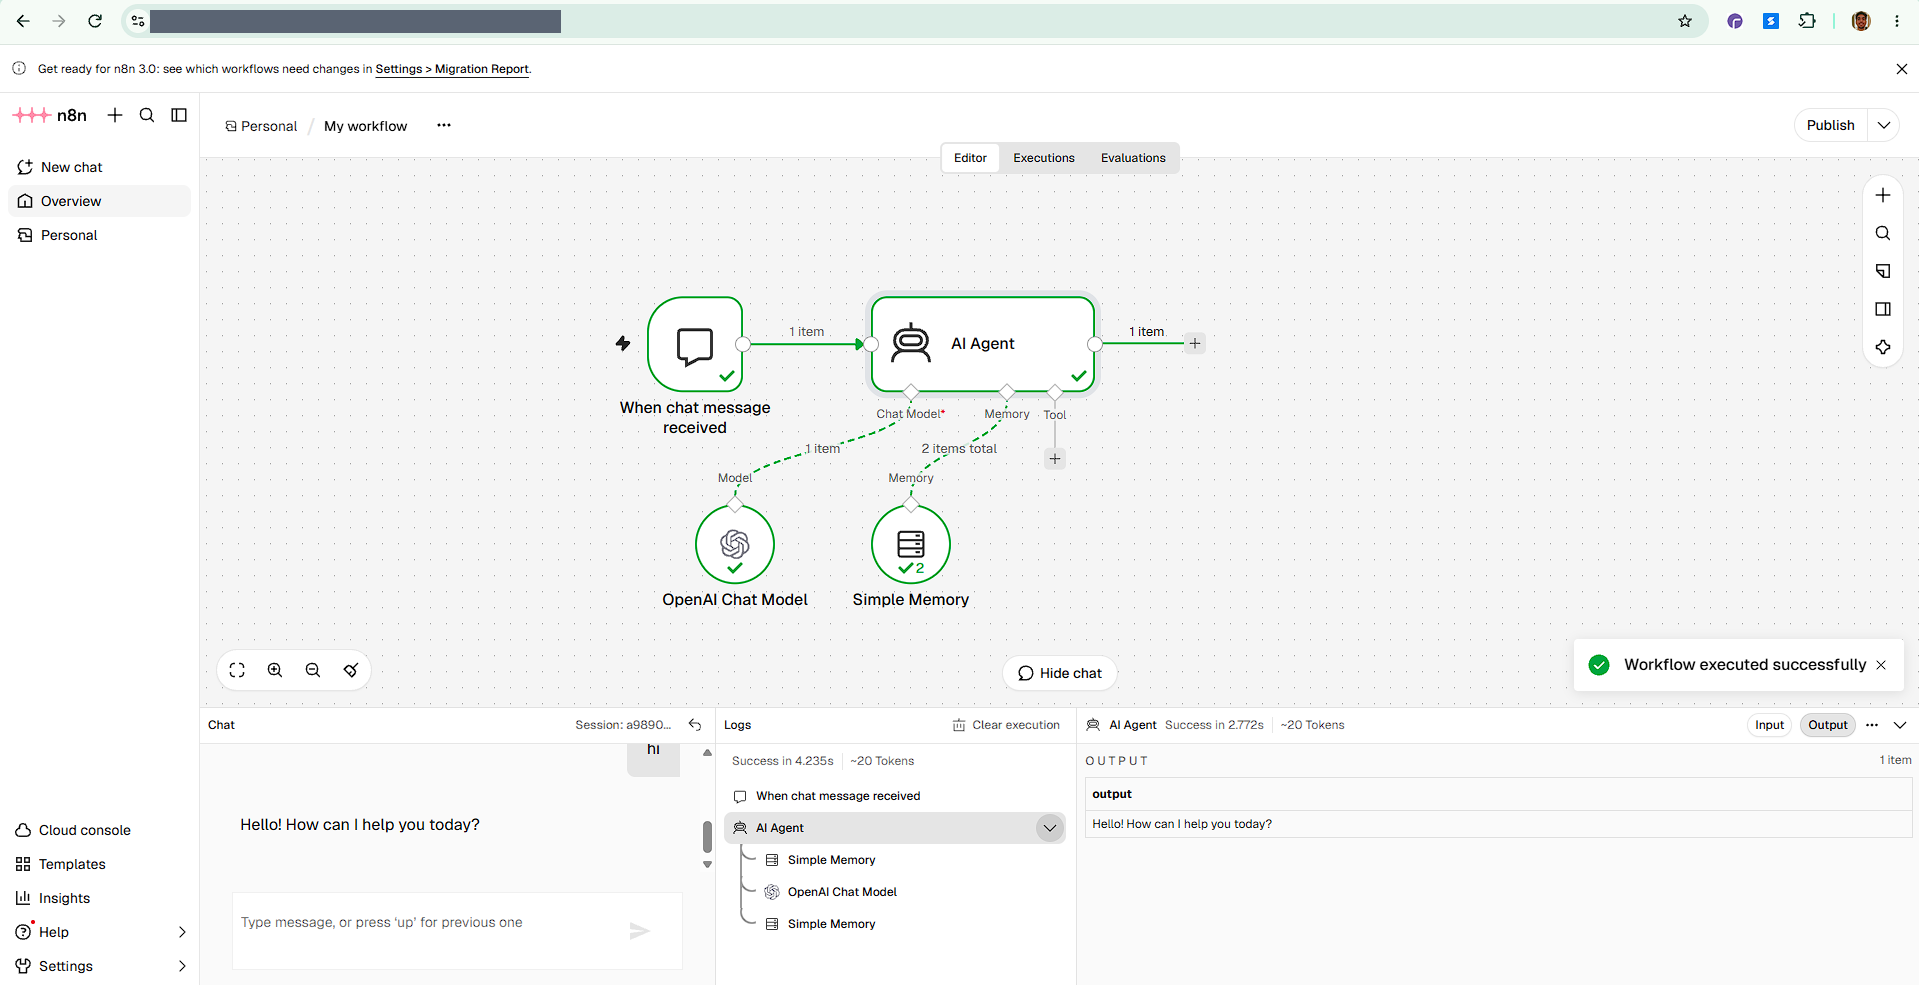 Get ready for n8n 3.0: see which workflows need changes in Settings > Migration Report.
n8n
Personal / My workflow
Publish
Editor Executions Evaluations
New chat
Overview
Personal
1 item
AI Agent
1 item
When chat message
received
Chat Model*
Memory
Tool
1 item
2 items total
Model
Memory
2
OpenAI Chat Model
Simple Memory
Hide chat
Workflow executed successfully
Cloud console
Templates
Insights
Help
Settings
Chat
Session: a9890...
hi
Hello! How can I help you today?
Type message, or press ‘up’ for previous one
Logs
Clear execution
Success in 4.235s ~20 Tokens
When chat message received
AI Agent
Simple Memory
OpenAI Chat Model
Simple Memory
AI Agent Success in 2.772s ~20 Tokens
Input Output
OUTPUT
1 item
output
Hello! How can I help you today?